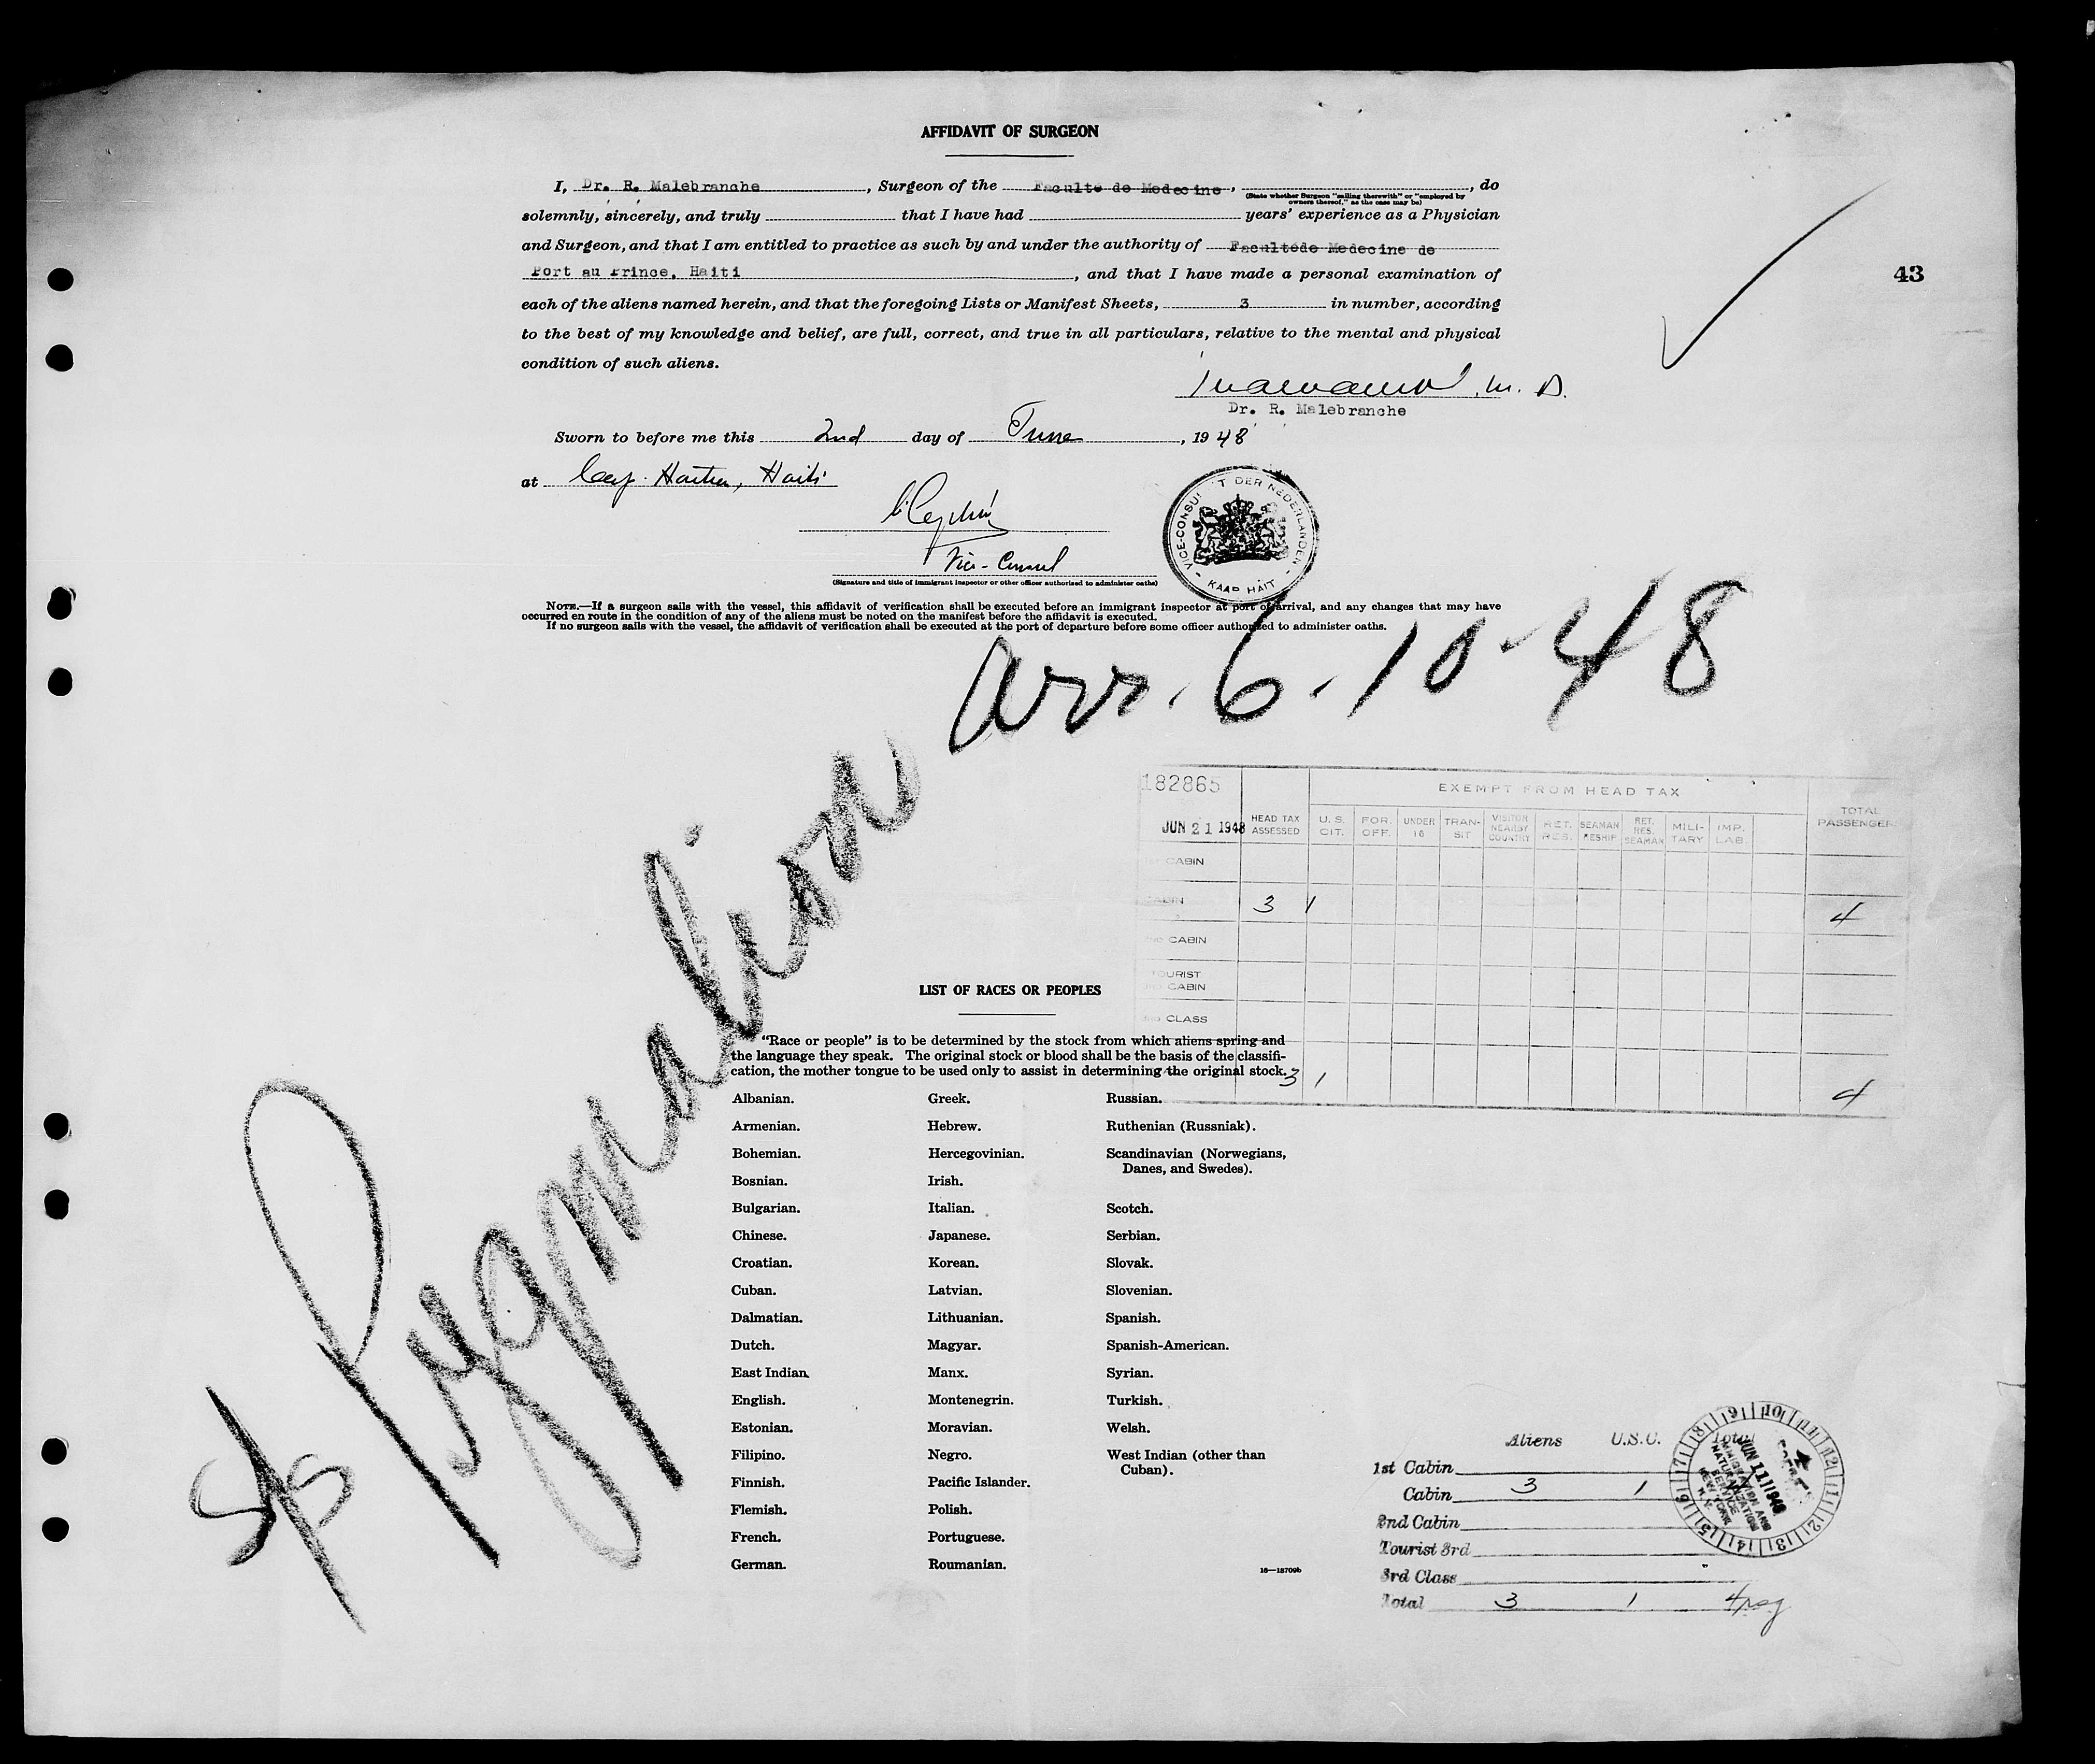 AFFIDAVIT OF SURGEON
I, Dr. R. Malebranche, Surgeon of the Faculte de Medecine, , do
(State whether Surgeon "sailing therewith" or "employed by
owners thereof," as the case may be)
solemnly, sincerely, and truly that I have had years' experience as a Physician
and Surgeon, and that I am entitled to practice as such by and under the authority of Facultede Medecine de
Port au Prince, Haiti, and that I have made a personal examination of
each of the aliens named herein, and that the foregoing Lists or Manifest Sheets, 3 in number, according
to the best of my knowledge and belief, are full, correct, and true in all particulars, relative to the mental and physical
condition of such aliens.
43
M. D.
Dr. R. Malebranche
Sworn to before me this 2nd day of June, 1948
at Cap. Haitien, Haiti
Vice-Consul
(Signature and title of immigrant inspector or other officer authorized to administer oaths)
VICE-CONSUL T DER NEDERLANDEN - KAAP HAIT -
NOTE.—If a surgeon sails with the vessel, this affidavit of verification shall be executed before an immigrant inspector at port of arrival, and any changes that may have
occurred en route in the condition of any of the aliens must be noted on the manifest before the affidavit is executed.
If no surgeon sails with the vessel, the affidavit of verification shall be executed at the port of departure before some officer authorized to administer oaths.
Arr. 6.10-48
S/S Pygmalion
182865
JUN 21 1948
HEAD TAX ASSESSED
EXEMPT FROM HEAD TAX
U. S. CIT. FOR. OFF. UNDER 16 TRAN-SIT VISITOR NEARBY COUNTRY RET. RES. SEAMAN RESHIP RET. RES. SEAMAN MILI-TARY IMP. LAB.
TOTAL PASSENGER
CABIN
CABIN 3 1 4
CABIN
TOURIST
CABIN
CLASS
3 1 4
LIST OF RACES OR PEOPLES
"Race or people" is to be determined by the stock from which aliens spring and
the language they speak. The original stock or blood shall be the basis of the classifi-
cation, the mother tongue to be used only to assist in determining the original stock.
Albanian.
Armenian.
Bohemian.
Bosnian.
Bulgarian.
Chinese.
Croatian.
Cuban.
Dalmatian.
Dutch.
East Indian.
English.
Estonian.
Filipino.
Finnish.
Flemish.
French.
German.
Greek.
Hebrew.
Hercegovinian.
Irish.
Italian.
Japanese.
Korean.
Latvian.
Lithuanian.
Magyar.
Manx.
Montenegrin.
Moravian.
Negro.
Pacific Islander.
Polish.
Portuguese.
Roumanian.
Russian.
Ruthenian (Russniak).
Scandinavian (Norwegians,
Danes, and Swedes).
Scotch.
Serbian.
Slovak.
Slovenian.
Spanish.
Spanish-American.
Syrian.
Turkish.
Welsh.
West Indian (other than
Cuban).
16—18709b
Aliens U.S.C. Total
1st Cabin
Cabin 3 1
2nd Cabin
Tourist 3rd
3rd Class
Total 3 1 4 psg
JUN 11 1948
IMMIGRATION AND
NATURALIZATION
SERVICE
NEW YORK
N. Y.